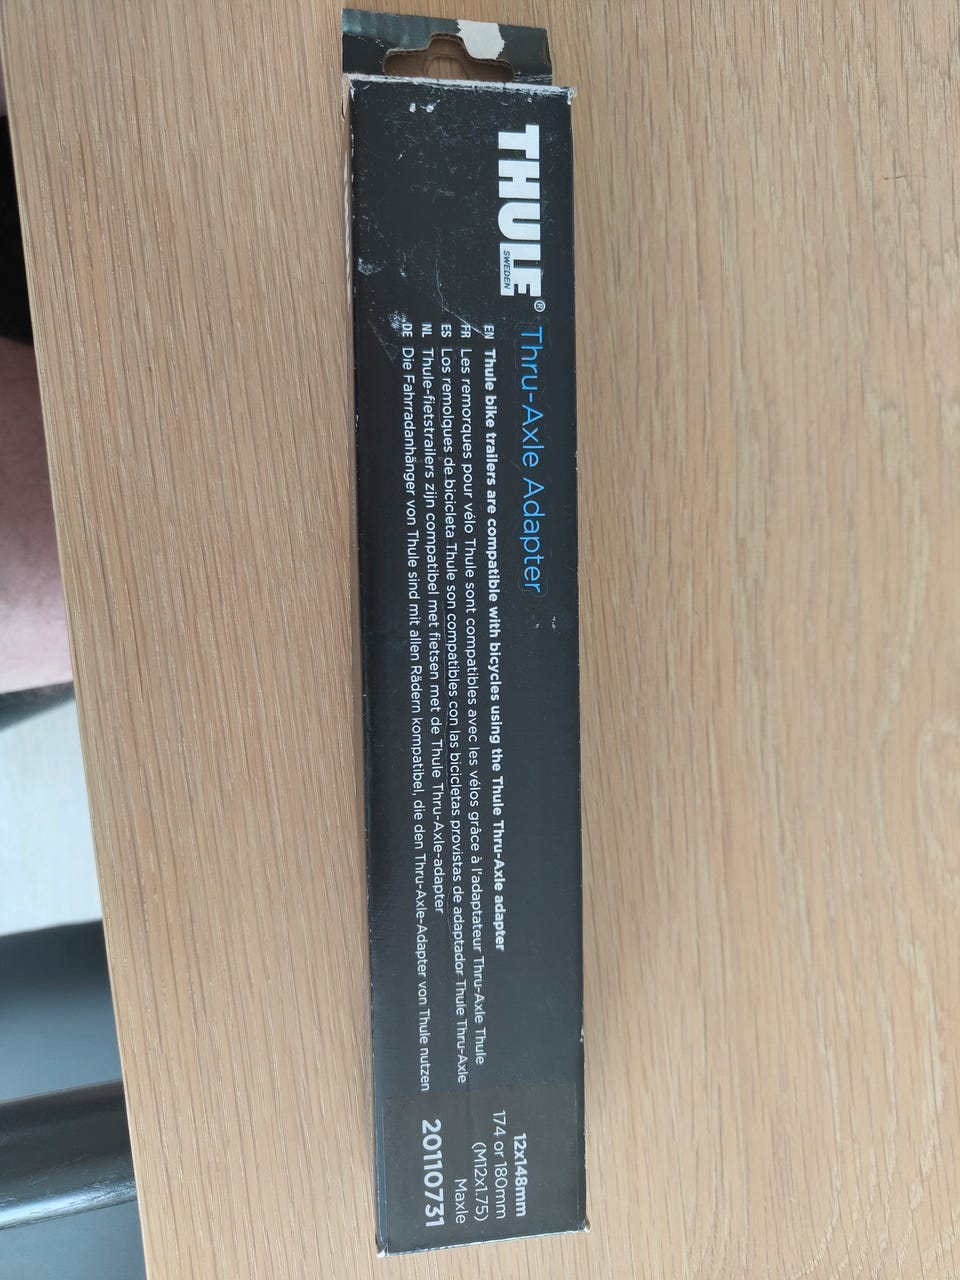 THULE®
SWEDEN
Thru-Axle Adapter
EN Thule bike trailers are compatible with bicycles using the Thule Thru-Axle adapter
FR Les remorques pour vélo Thule sont compatibles avec les vélos grâce à l'adaptateur Thru-Axle Thule
ES Los remolques de bicicleta Thule son compatibles con las bicicletas provistas de adaptador Thule Thru-Axle
NL Thule-fietstrailers zijn compatibel met fietsen met de Thule Thru-Axle-adapter
DE Die Fahrradanhänger von Thule sind mit allen Rädern kompatibel, die den Thru-Axle-Adapter von Thule nutzen
12x148mm
174 or 180mm
(M12x1.75)
Maxle
20110731